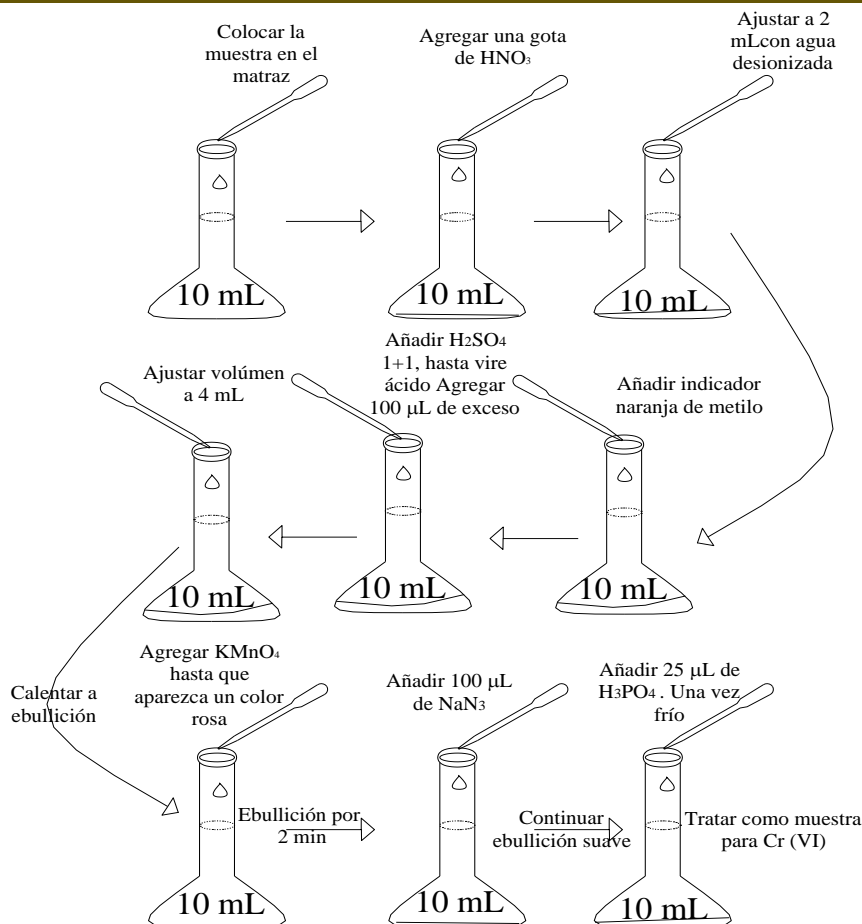 Colocar la
muestra en el
matraz
Agregar una gota
de HNO₃
Ajustar a 2
mLcon agua
desionizada
10 mL
10 mL
10 mL
Añadir indicador
naranja de metilo
Añadir H₂SO₄
1+1, hasta vire
ácido Agregar
100 µL de exceso
Ajustar volúmen
a 4 mL
10 mL
10 mL
10 mL
Calentar a
ebullición
Agregar KMnO₄
hasta que
aparezca un color
rosa
Ebullición por
2 min
Añadir 100 µL
de NaN₃
Continuar
ebullición suave
Añadir 25 µL de
H₃PO₄ . Una vez
frío
Tratar como muestra
para Cr (VI)
10 mL
10 mL
10 mL